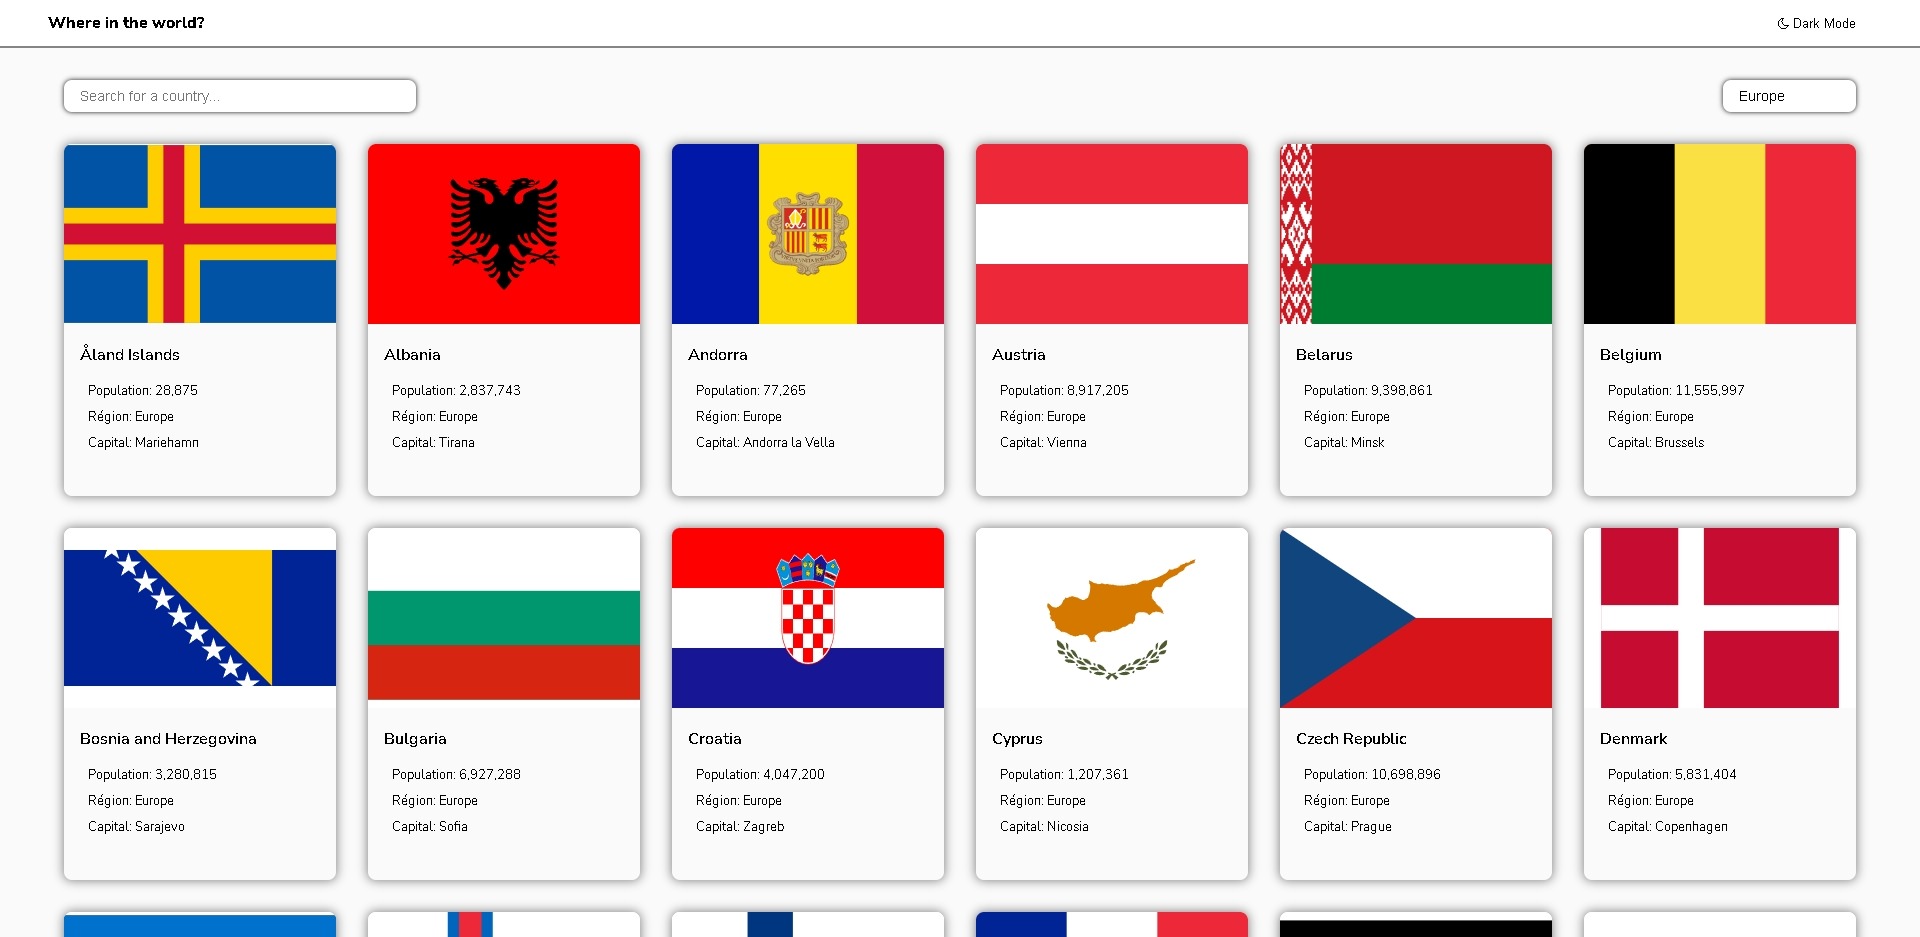 Where in the world?
Dark Mode
Search for a country...
Europe
Åland Islands
Population: 28,875
Région: Europe
Capital: Mariehamn
Albania
Population: 2,837,743
Région: Europe
Capital: Tirana
Andorra
Population: 77,265
Région: Europe
Capital: Andorra la Vella
Austria
Population: 8,917,205
Région: Europe
Capital: Vienna
Belarus
Population: 9,398,861
Région: Europe
Capital: Minsk
Belgium
Population: 11,555,997
Région: Europe
Capital: Brussels
Bosnia and Herzegovina
Population: 3,280,815
Région: Europe
Capital: Sarajevo
Bulgaria
Population: 6,927,288
Région: Europe
Capital: Sofia
Croatia
Population: 4,047,200
Région: Europe
Capital: Zagreb
Cyprus
Population: 1,207,361
Région: Europe
Capital: Nicosia
Czech Republic
Population: 10,698,896
Région: Europe
Capital: Prague
Denmark
Population: 5,831,404
Région: Europe
Capital: Copenhagen